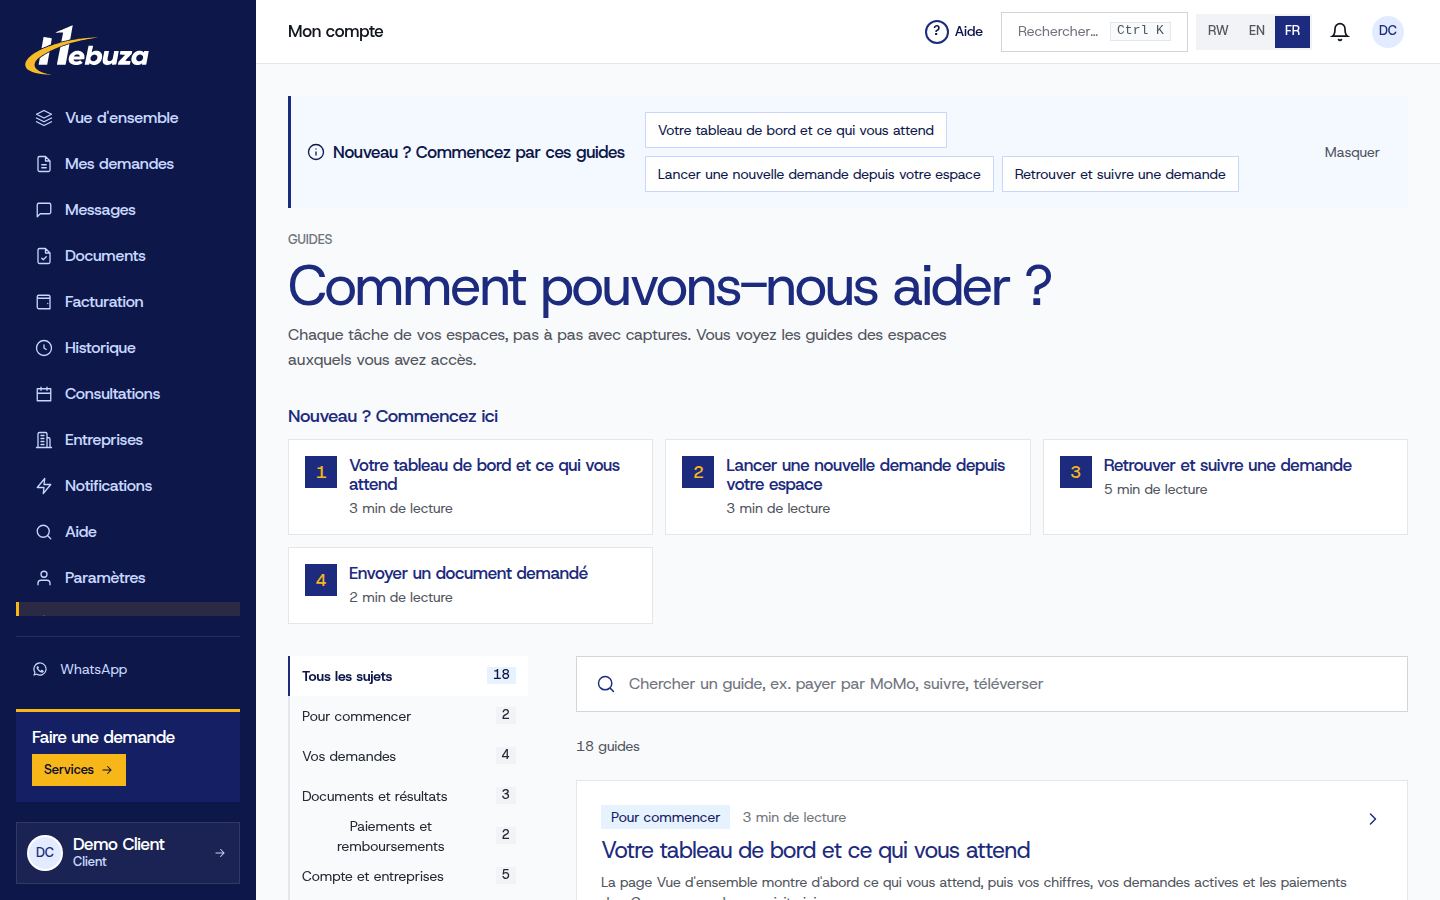 Hebuza
Vue d'ensemble
Mes demandes
Messages
Documents
Facturation
Historique
Consultations
Entreprises
Notifications
Aide
Paramètres
WhatsApp
Faire une demande
Services →
DC
Demo Client
Client
Mon compte
? Aide
Rechercher… Ctrl K
RW EN FR
DC
Nouveau ? Commencez par ces guides
Votre tableau de bord et ce qui vous attend
Lancer une nouvelle demande depuis votre espace
Retrouver et suivre une demande
Masquer
GUIDES
Comment pouvons-nous aider ?
Chaque tâche de vos espaces, pas à pas avec captures. Vous voyez les guides des espaces
auxquels vous avez accès.
Nouveau ? Commencez ici
1
Votre tableau de bord et ce qui vous
attend
3 min de lecture
2
Lancer une nouvelle demande depuis
votre espace
3 min de lecture
3
Retrouver et suivre une demande
5 min de lecture
4
Envoyer un document demandé
2 min de lecture
Tous les sujets 18
Pour commencer 2
Vos demandes 4
Documents et résultats 3
Paiements et
remboursements 2
Compte et entreprises 5
Chercher un guide, ex. payer par MoMo, suivre, téléverser
18 guides
Pour commencer 3 min de lecture
Votre tableau de bord et ce qui vous attend
La page Vue d'ensemble montre d'abord ce qui vous attend, puis vos chiffres, vos demandes actives et les paiements